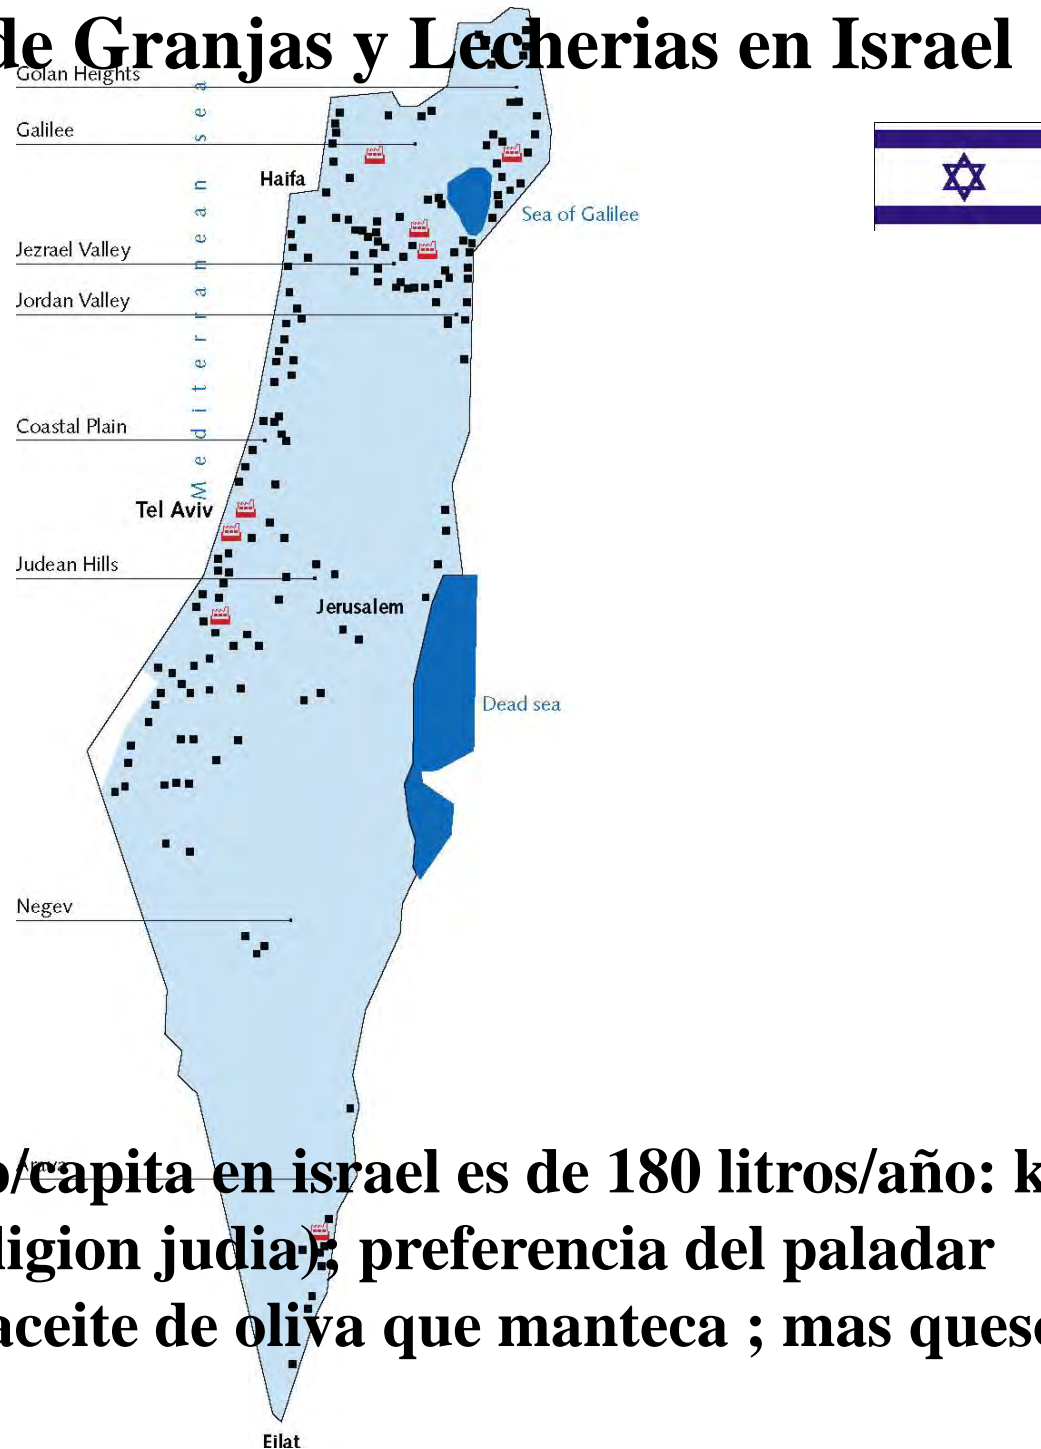 de Granjas y Lecherias en Israel
Golan Heights
Galilee
Haifa
Sea of Galilee
Jezrael Valley
Jordan Valley
Mediterranean sea
Coastal Plain
Tel Aviv
Judean Hills
Jerusalem
Dead sea
Negev
Arava
o/capita en israel es de 180 litros/año: k
ligion judia); preferencia del paladar
aceite de oliva que manteca ; mas queso
Eilat